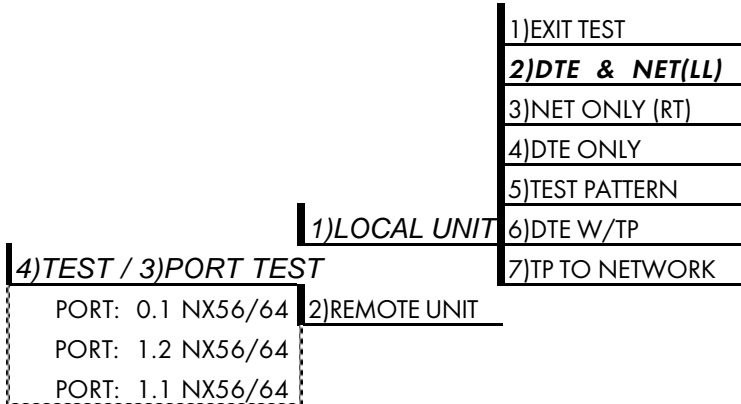 1)EXIT TEST
2)DTE & NET(LL)
3)NET ONLY (RT)
4)DTE ONLY
5)TEST PATTERN
1)LOCAL UNIT 6)DTE W/TP
4)TEST / 3)PORT TEST 7)TP TO NETWORK
PORT: 0.1 NX56/64 2)REMOTE UNIT
PORT: 1.2 NX56/64
PORT: 1.1 NX56/64